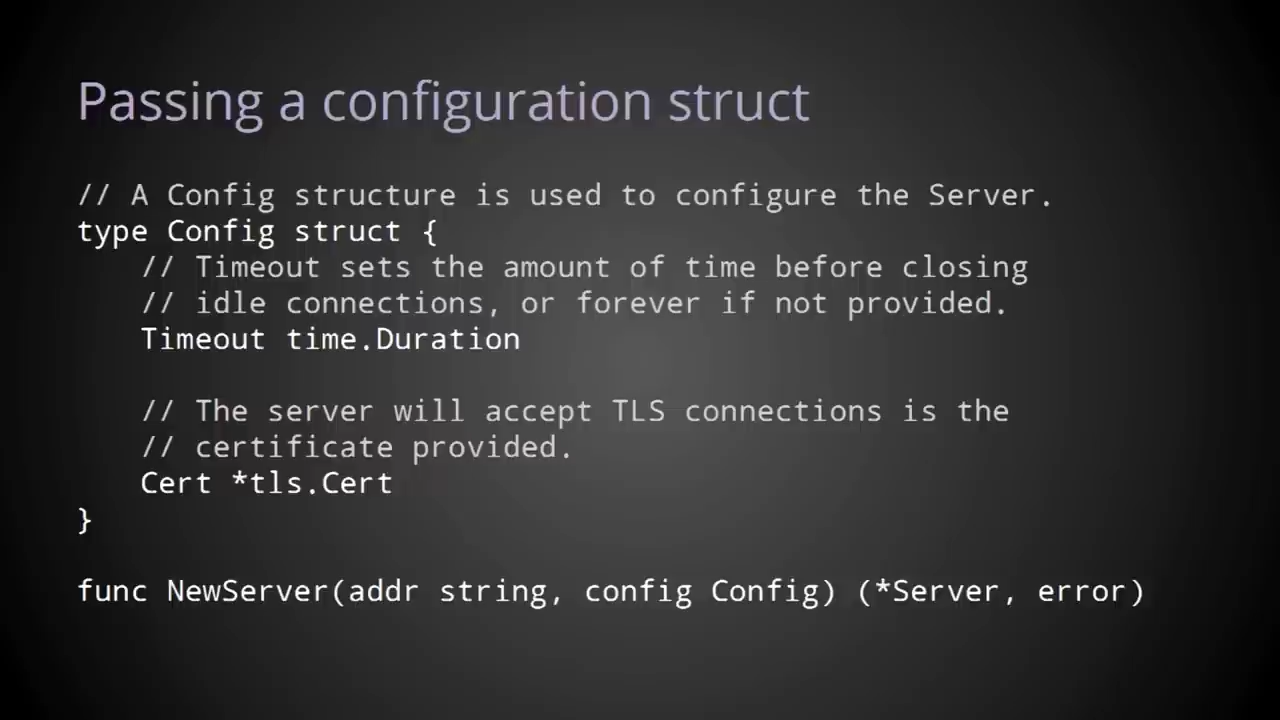 Passing a configuration struct
// A Config structure is used to configure the Server.
type Config struct {
// Timeout sets the amount of time before closing
// idle connections, or forever if not provided.
Timeout time.Duration
// The server will accept TLS connections is the
// certificate provided.
Cert *tls.Cert
}
func NewServer(addr string, config Config) (*Server, error)